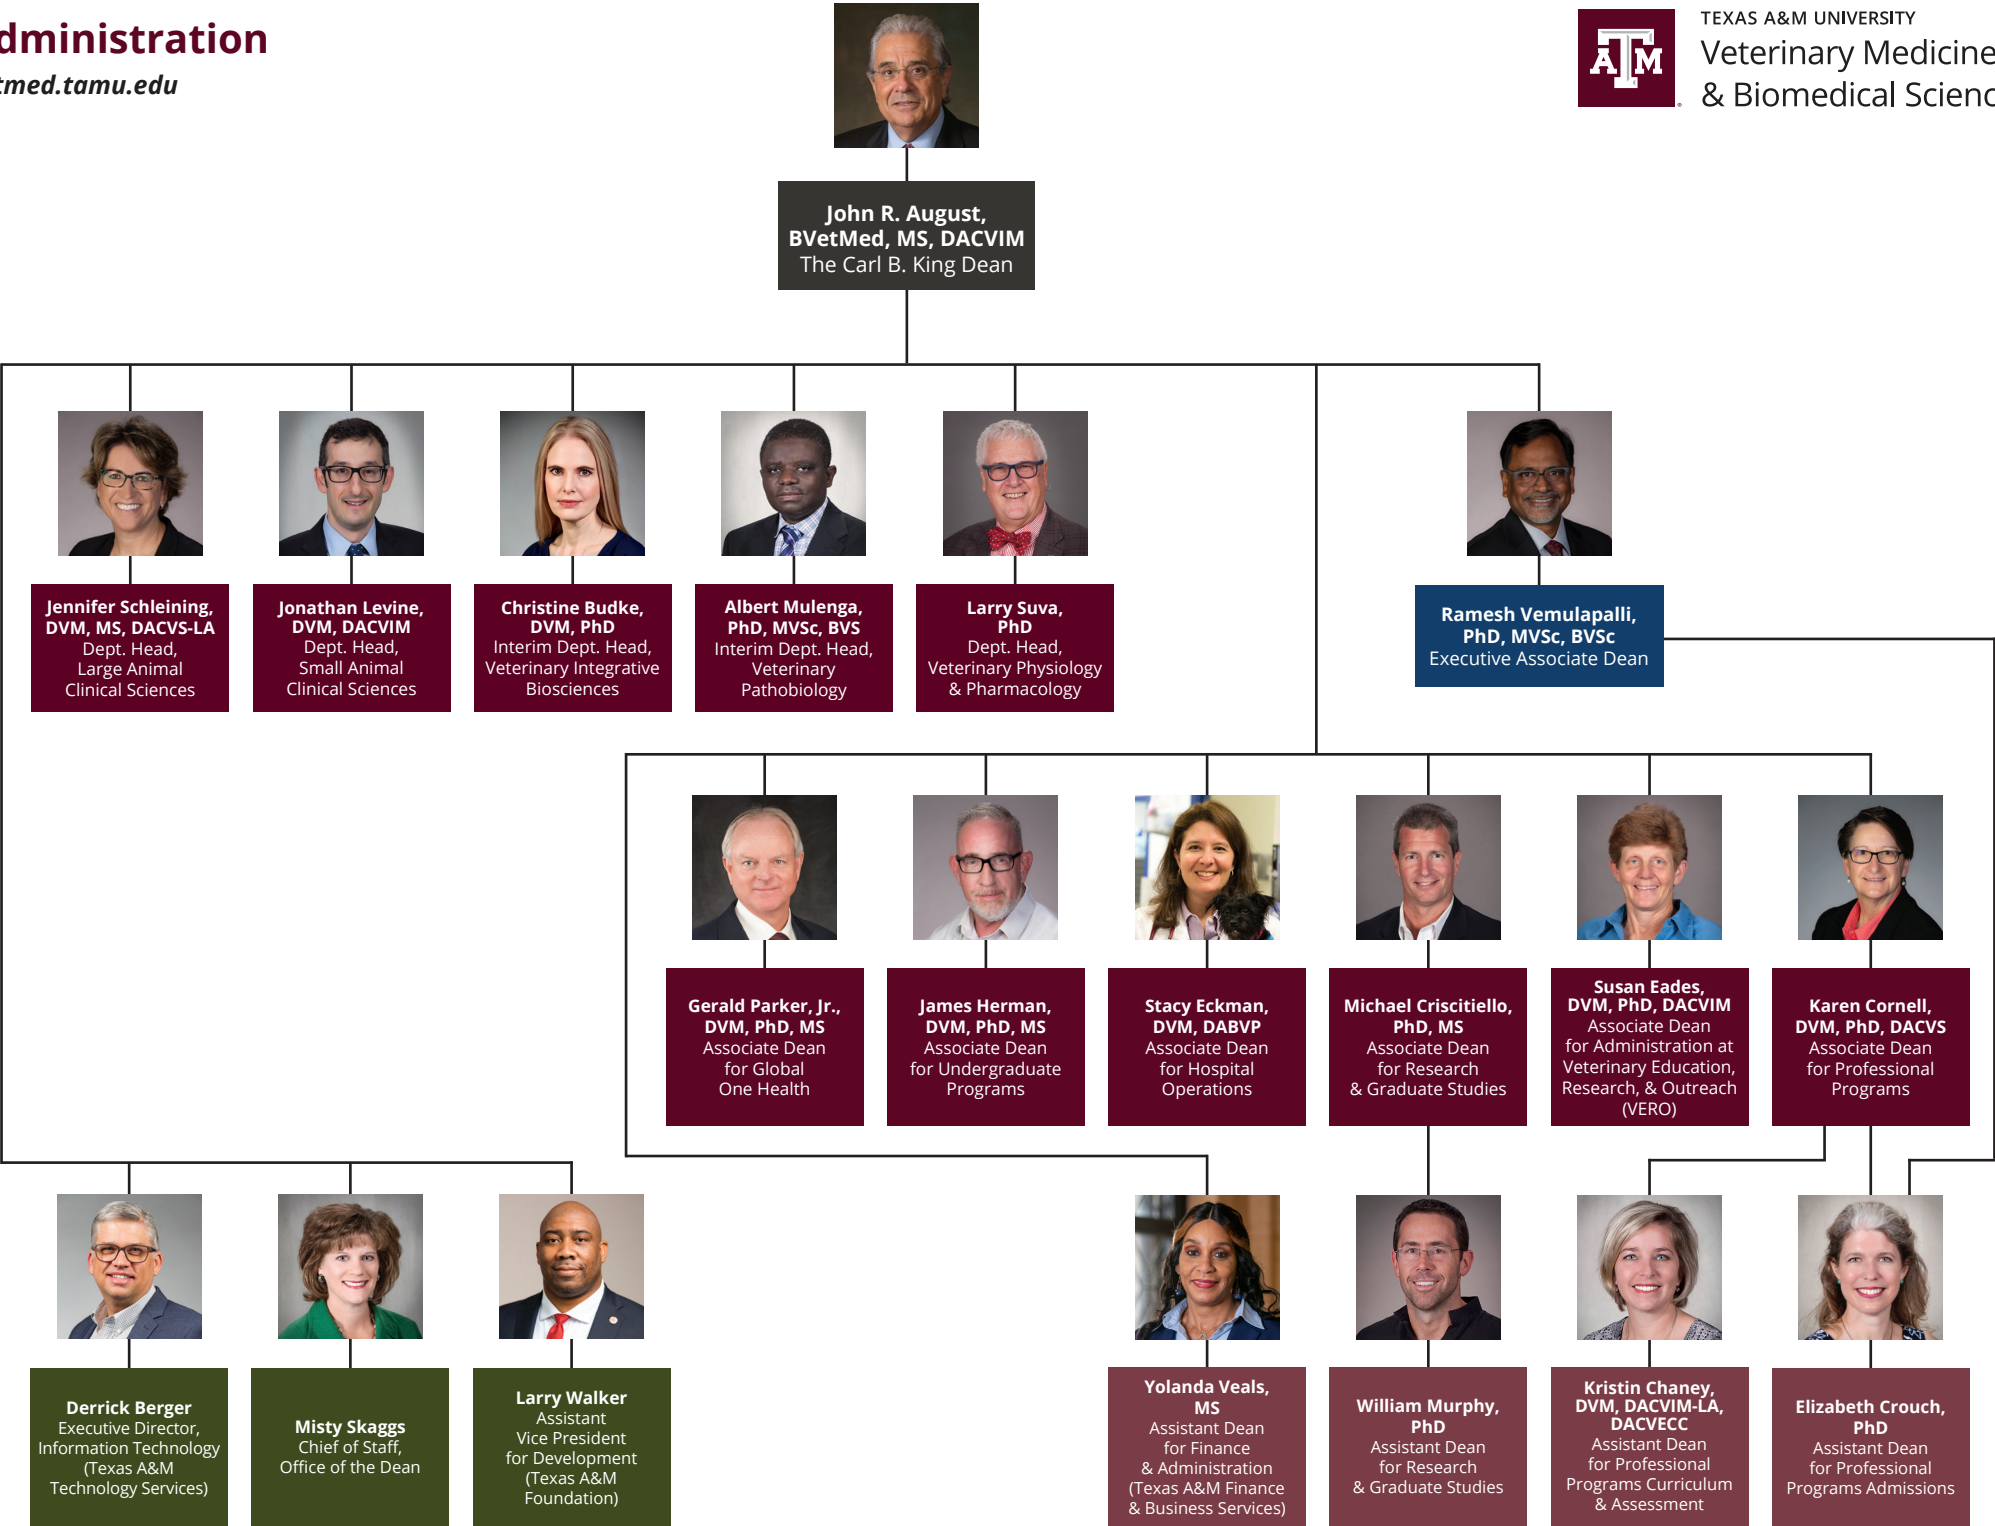 dministration
tmed.tamu.edu
TEXAS A&M UNIVERSITY
Veterinary Medicine
& Biomedical Scienc
A T M
John R. August,
BVetMed, MS, DACVIM
The Carl B. King Dean
Jennifer Schleining,
DVM, MS, DACVS-LA
Dept. Head,
Large Animal
Clinical Sciences
Jonathan Levine,
DVM, DACVIM
Dept. Head,
Small Animal
Clinical Sciences
Christine Budke,
DVM, PhD
Interim Dept. Head,
Veterinary Integrative
Biosciences
Albert Mulenga,
PhD, MVSc, BVS
Interim Dept. Head,
Veterinary
Pathobiology
Larry Suva,
PhD
Dept. Head,
Veterinary Physiology
& Pharmacology
Ramesh Vemulapalli,
PhD, MVSc, BVSc
Executive Associate Dean
Gerald Parker, Jr.,
DVM, PhD, MS
Associate Dean
for Global
One Health
James Herman,
DVM, PhD, MS
Associate Dean
for Undergraduate
Programs
Stacy Eckman,
DVM, DABVP
Associate Dean
for Hospital
Operations
Michael Criscitiello,
PhD, MS
Associate Dean
for Research
& Graduate Studies
Susan Eades,
DVM, PhD, DACVIM
Associate Dean
for Administration at
Veterinary Education,
Research, & Outreach
(VERO)
Karen Cornell,
DVM, PhD, DACVS
Associate Dean
for Professional
Programs
Derrick Berger
Executive Director,
Information Technology
(Texas A&M
Technology Services)
Misty Skaggs
Chief of Staff,
Office of the Dean
Larry Walker
Assistant
Vice President
for Development
(Texas A&M
Foundation)
Yolanda Veals,
MS
Assistant Dean
for Finance
& Administration
(Texas A&M Finance
& Business Services)
William Murphy,
PhD
Assistant Dean
for Research
& Graduate Studies
Kristin Chaney,
DVM, DACVIM-LA,
DACVECC
Assistant Dean
for Professional
Programs Curriculum
& Assessment
Elizabeth Crouch,
PhD
Assistant Dean
for Professional
Programs Admissions